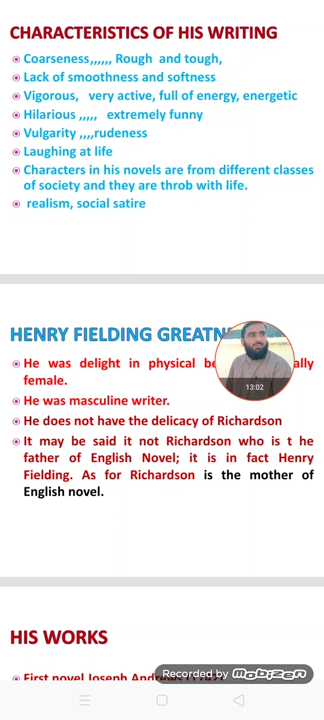 CHARACTERISTICS OF HIS WRITING
Coarseness,,,,,, Rough and tough,
Lack of smoothness and softness
Vigorous, very active, full of energy, energetic
Hilarious ,,,,, extremely funny
Vulgarity ,,,,rudeness
Laughing at life
Characters in his novels are from different classes
of society and they are throb with life.
realism, social satire
HENRY FIELDING
He was delight in physical
female.
13:02
He was masculine writer.
He does not have the delicacy of Richardson
It may be said it not Richardson who is t he
father of English Novel; it is in fact Henry
Fielding. As for Richardson is the mother of
English novel.
HIS WORKS
First novel Joseph Andrews
Recorded by mobizen